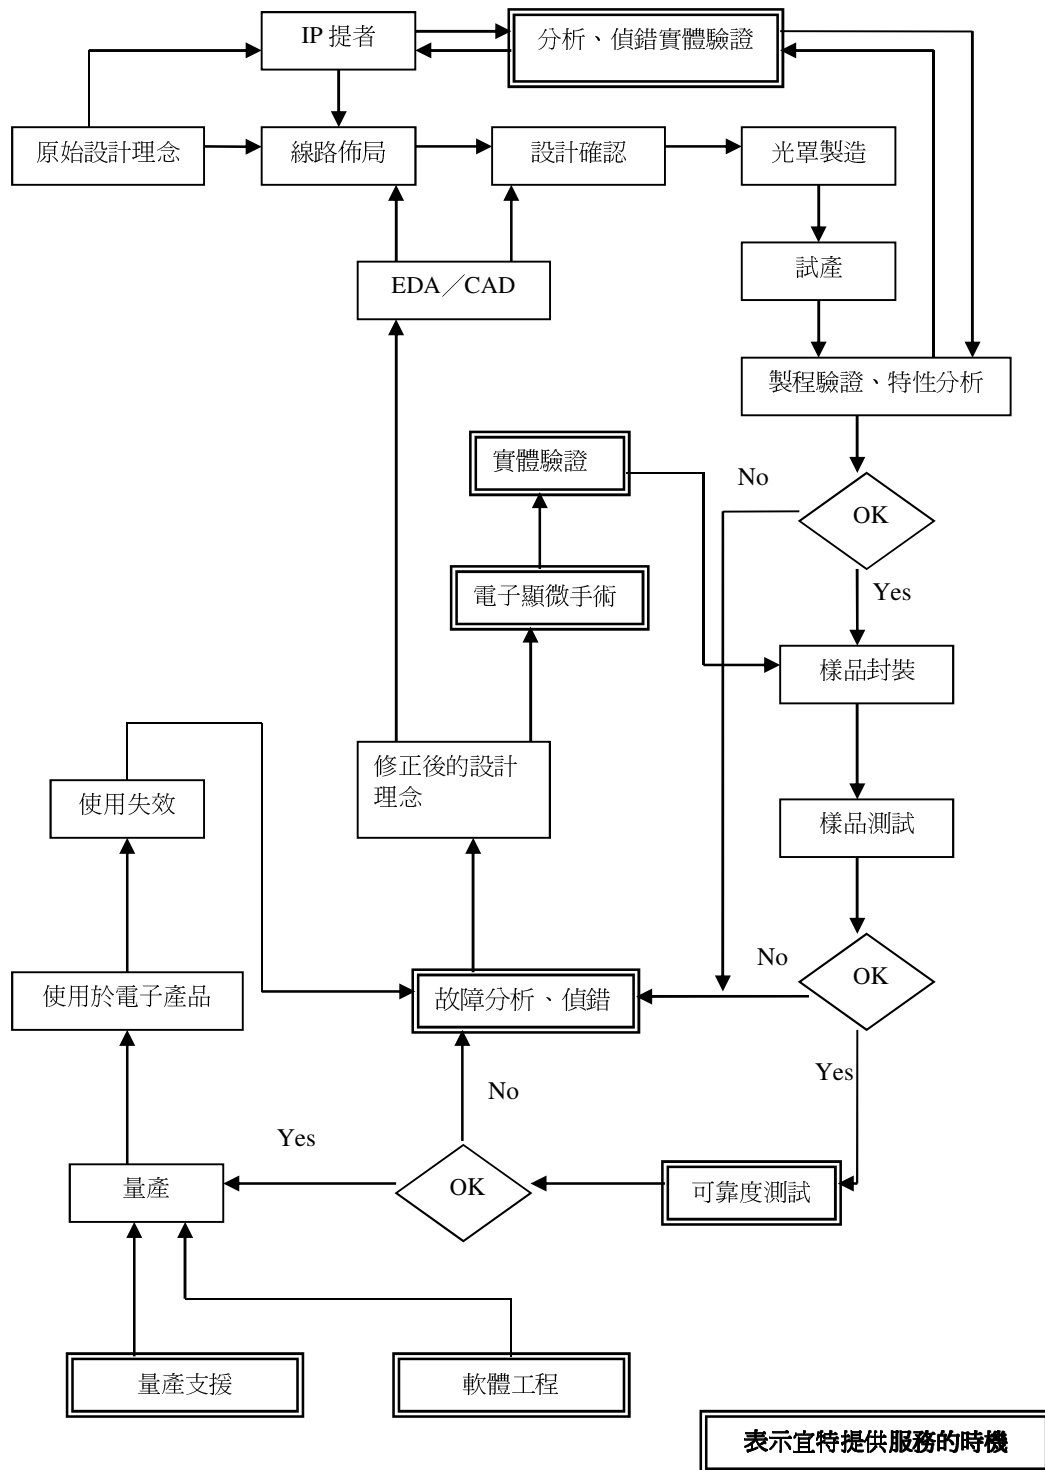 IP 提者
分析、偵錯實體驗證
原始設計理念
線路佈局
設計確認
光罩製造
試產
EDA／CAD
製程驗證、特性分析
實體驗證
No
OK
電子顯微手術
Yes
樣品封裝
修正後的設計
理念
使用失效
樣品測試
No
OK
使用於電子產品
故障分析、偵錯
Yes
No
Yes
量產
OK
可靠度測試
量產支援
軟體工程
表示宜特提供服務的時機